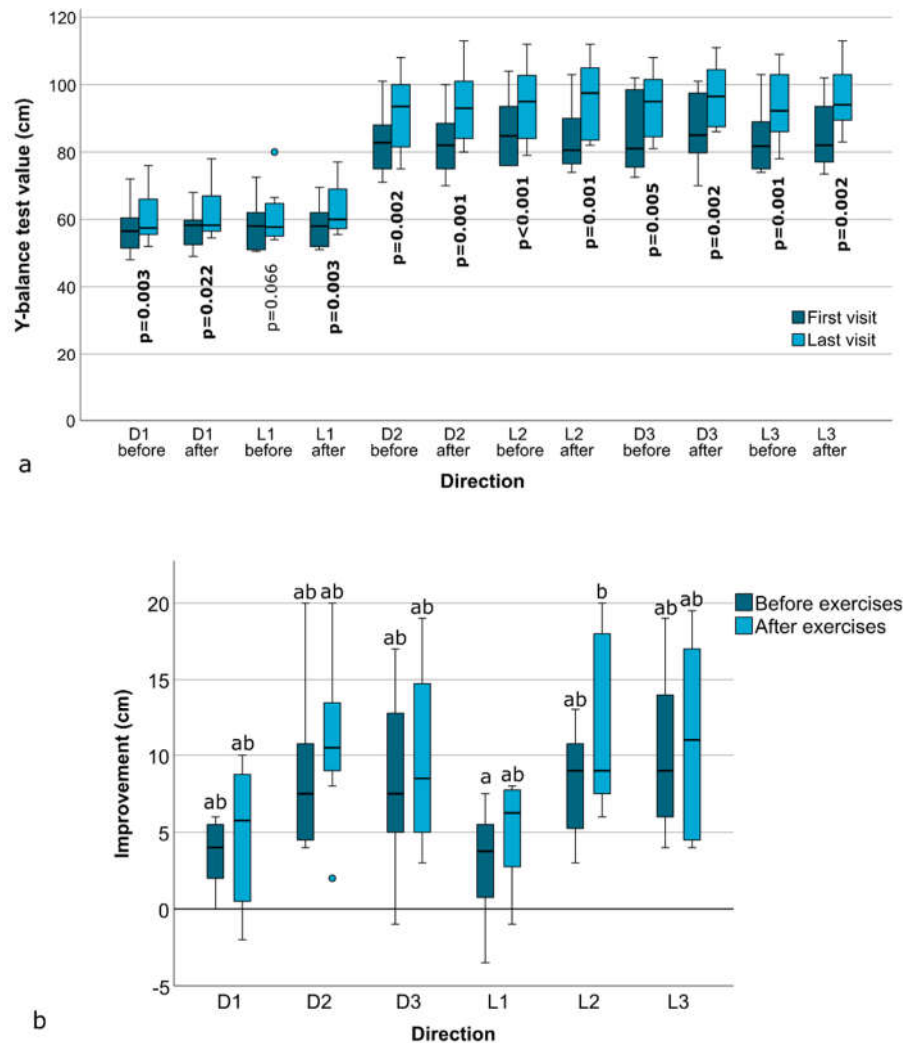 120
100
80
60
40
20
0
Y-balance test value (cm)
p=0.003
p=0.022
p=0.066
p=0.003
p=0.002
p=0.001
p<0.001
p=0.001
p=0.005
p=0.002
p=0.001
p=0.002
First visit
Last visit
D1 before
D1 after
L1 before
L1 after
D2 before
D2 after
L2 before
L2 after
D3 before
D3 after
L3 before
L3 after
Direction
a
20
15
10
5
0
-5
Improvement (cm)
ab
ab
ab
ab
ab
ab
a
ab
ab
b
ab
ab
Before exercises
After exercises
D1
D2
D3
L1
L2
L3
Direction
b